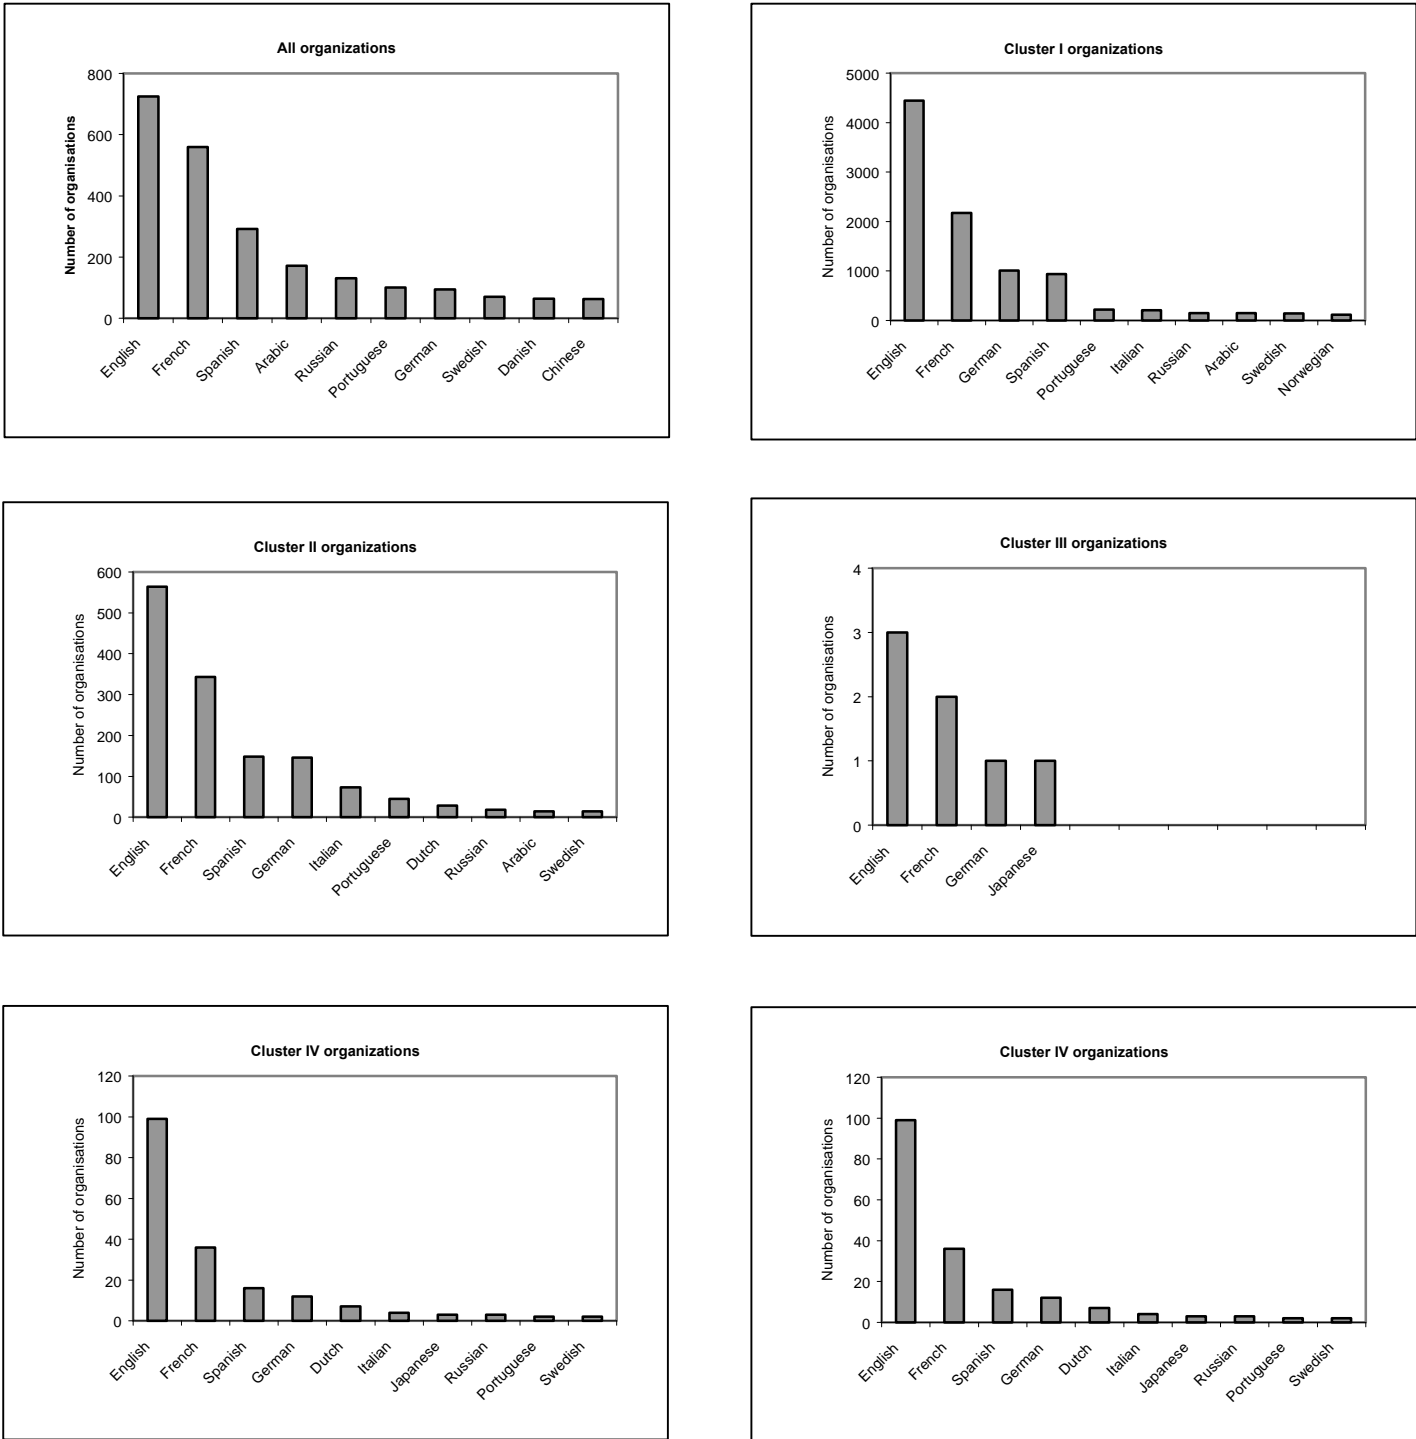 All organizations
Number of organisations
800
600
400
200
0
English
French
Spanish
Arabic
Russian
Portuguese
German
Swedish
Danish
Chinese
Cluster I organizations
Number of organisations
5000
4000
3000
2000
1000
0
English
French
German
Spanish
Portuguese
Italian
Russian
Arabic
Swedish
Norwegian
Cluster II organizations
Number of organisations
600
500
400
300
200
100
0
English
French
Spanish
German
Italian
Portuguese
Dutch
Russian
Arabic
Swedish
Cluster III organizations
Number of organisations
4
3
2
1
0
English
French
German
Japanese
Cluster IV organizations
Number of organisations
120
100
80
60
40
20
0
English
French
Spanish
German
Dutch
Italian
Japanese
Russian
Portuguese
Swedish
Cluster IV organizations
Number of organisations
120
100
80
60
40
20
0
English
French
Spanish
German
Dutch
Italian
Japanese
Russian
Portuguese
Swedish